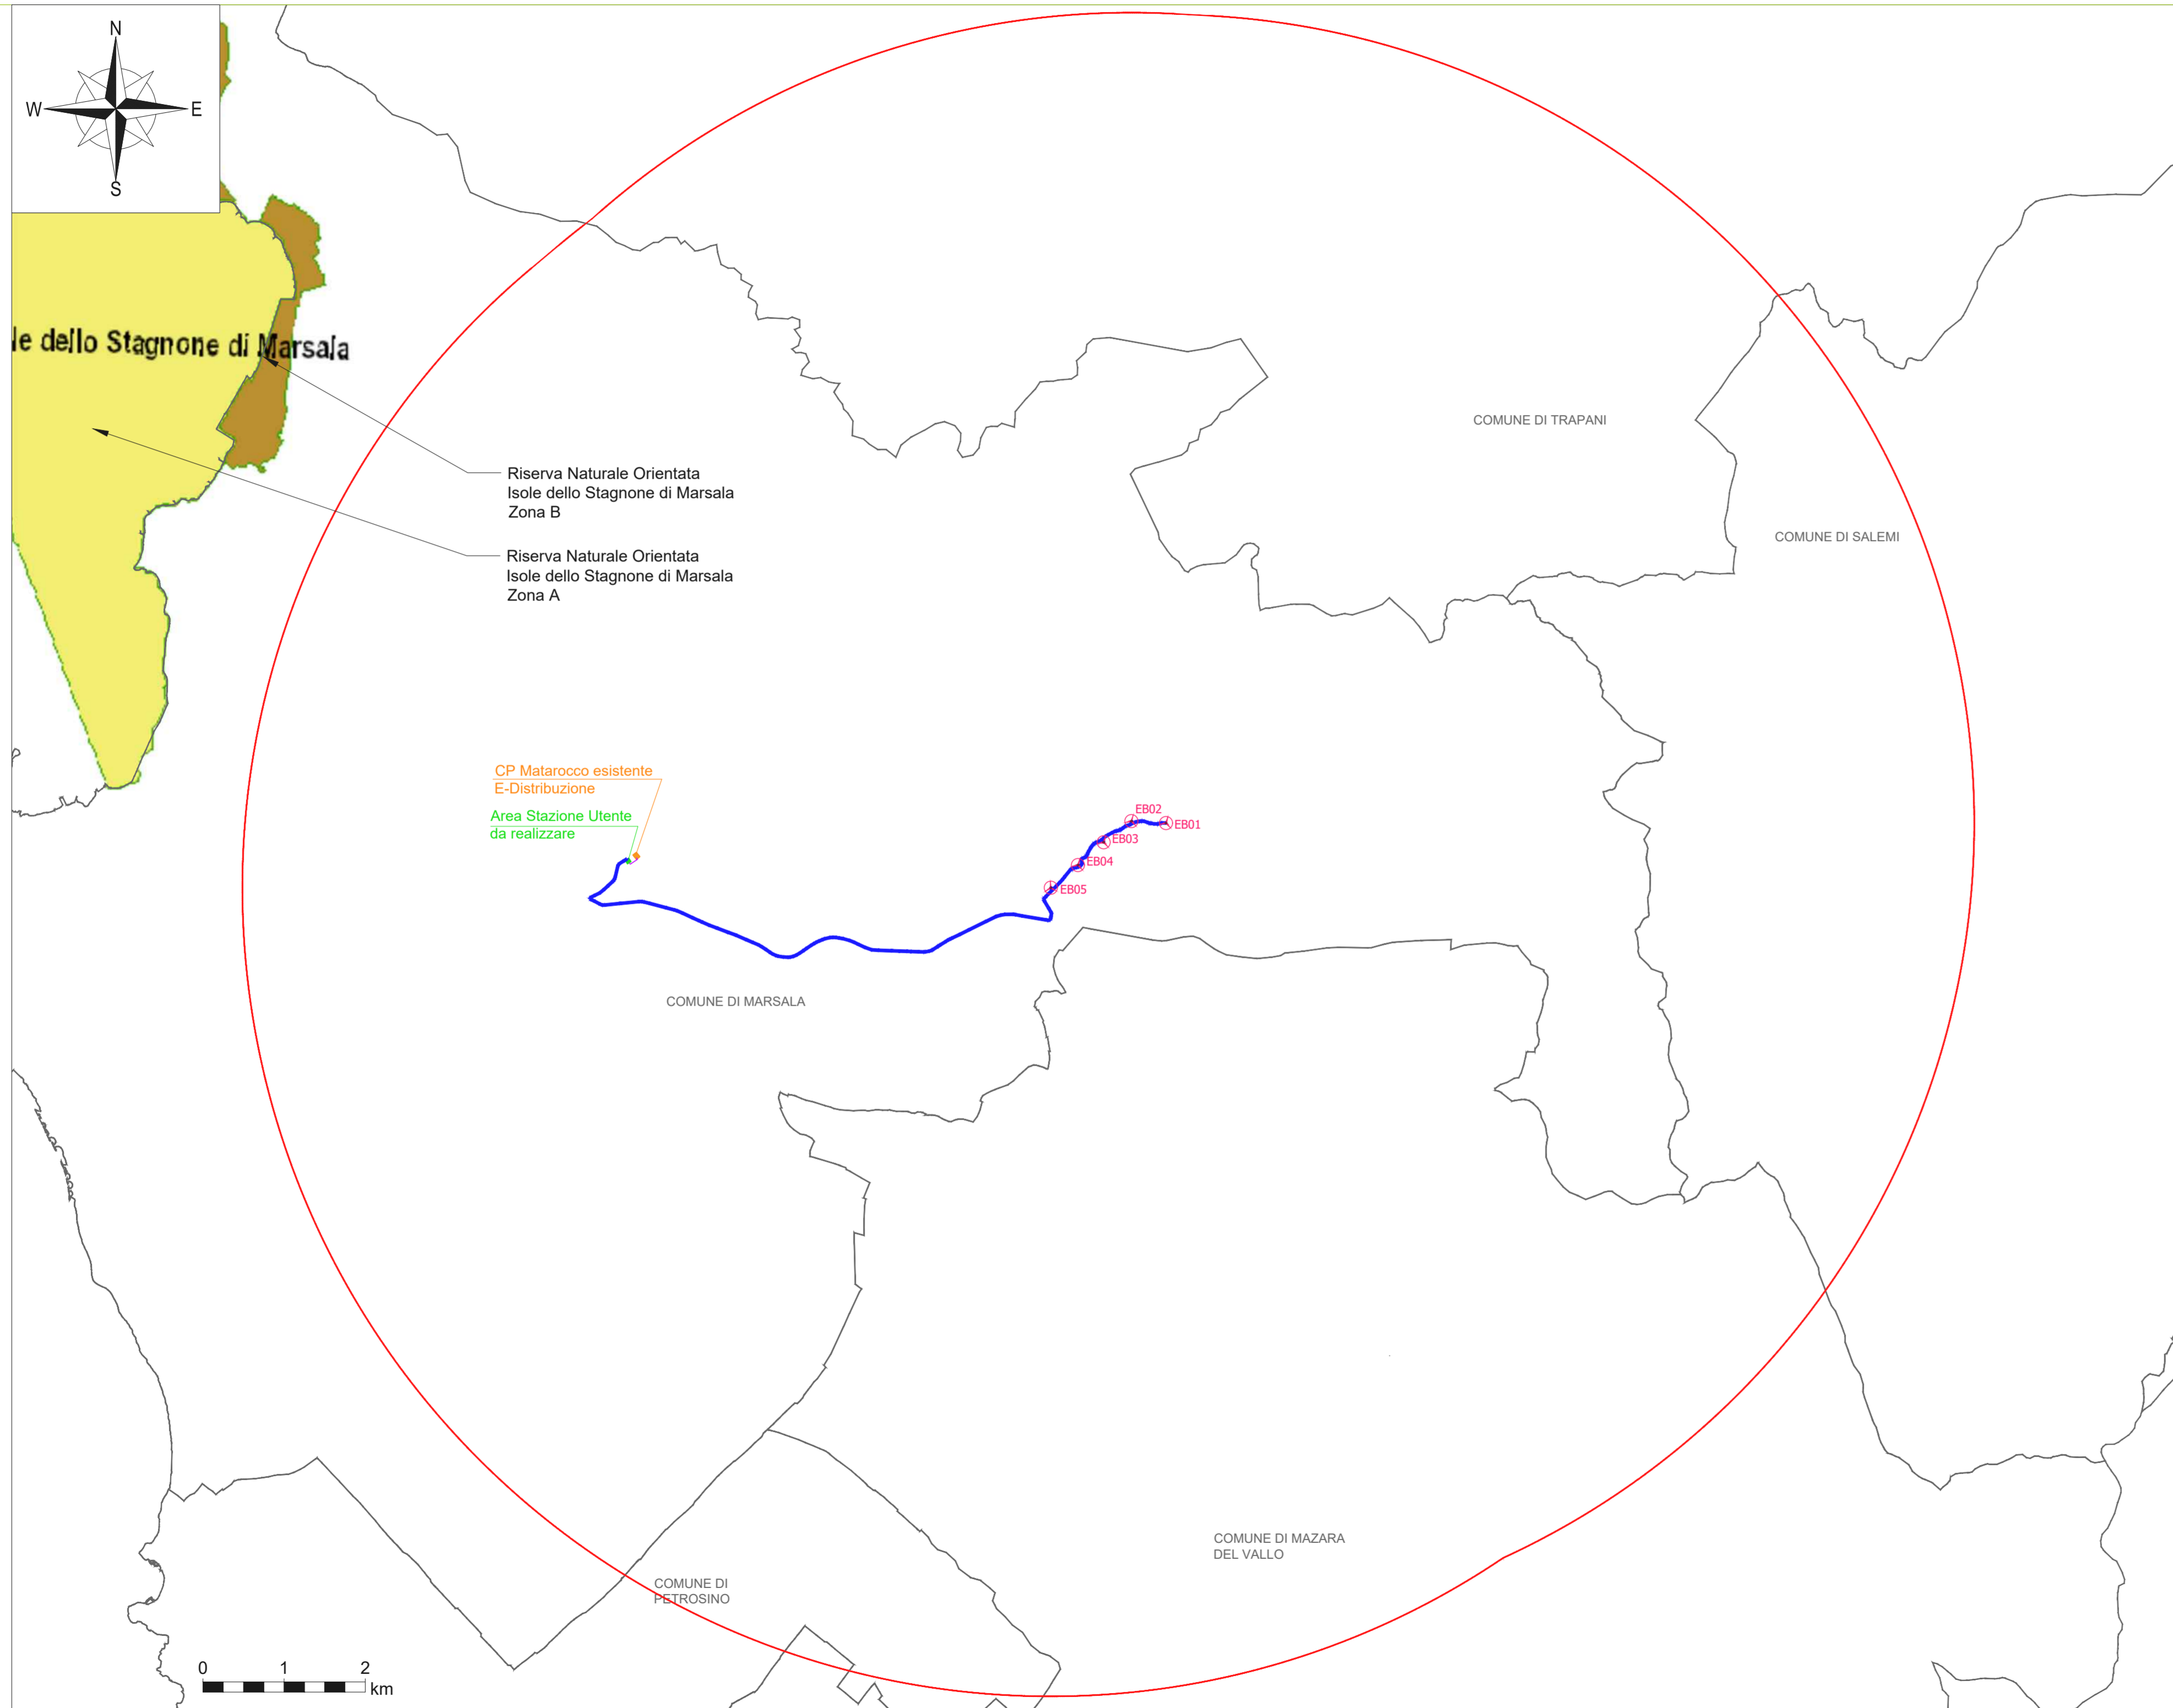 N
W
E
S
le dello Stagnone di Marsala
COMUNE DI TRAPANI
Riserva Naturale Orientata
Isole dello Stagnone di Marsala
Zona B
COMUNE DI SALEMI
Riserva Naturale Orientata
Isole dello Stagnone di Marsala
Zona A
CP Matarocco esistente
E-Distribuzione
Area Stazione Utente
da realizzare
EB02
EB01
EB03
EB04
EB05
COMUNE DI MARSALA
COMUNE DI MAZARA
DEL VALLO
COMUNE DI
PETROSINO
0 1 2
km